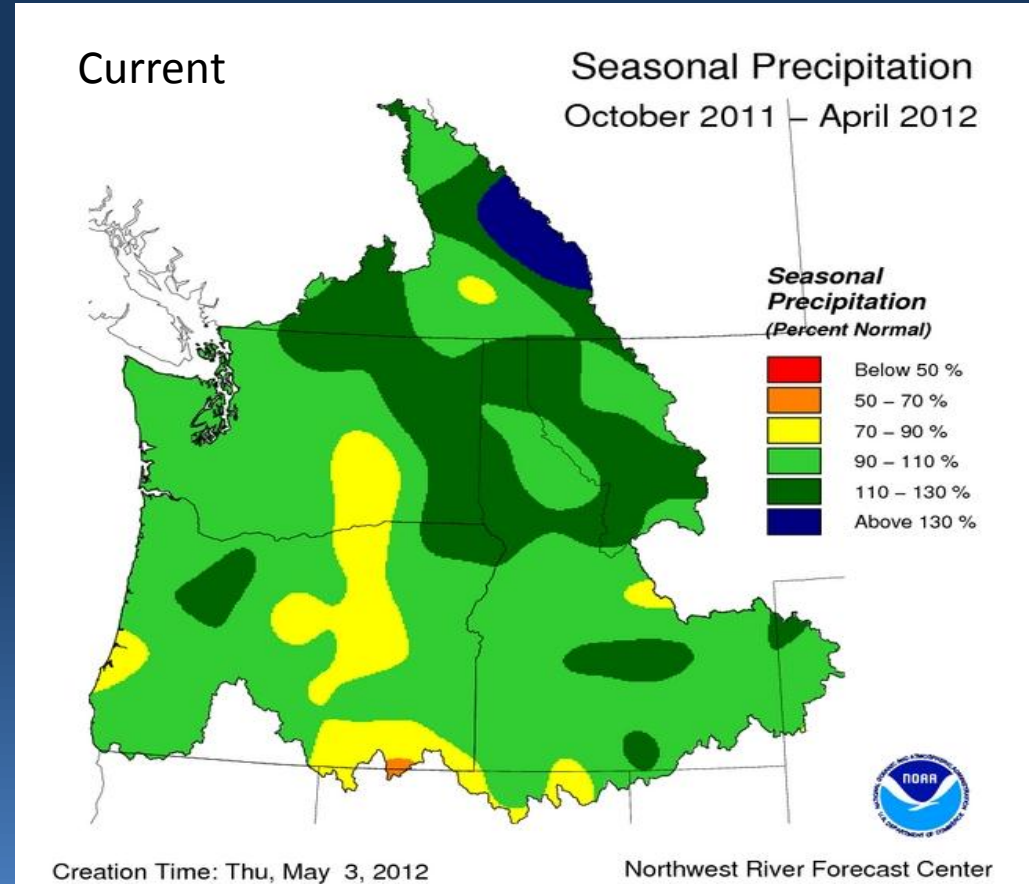 Current
Seasonal Precipitation
October 2011 – April 2012
Seasonal
Precipitation
(Percent Normal)
Below 50 %
50 – 70 %
70 – 90 %
90 – 110 %
110 – 130 %
Above 130 %
NOAA
Creation Time: Thu, May 3, 2012
Northwest River Forecast Center